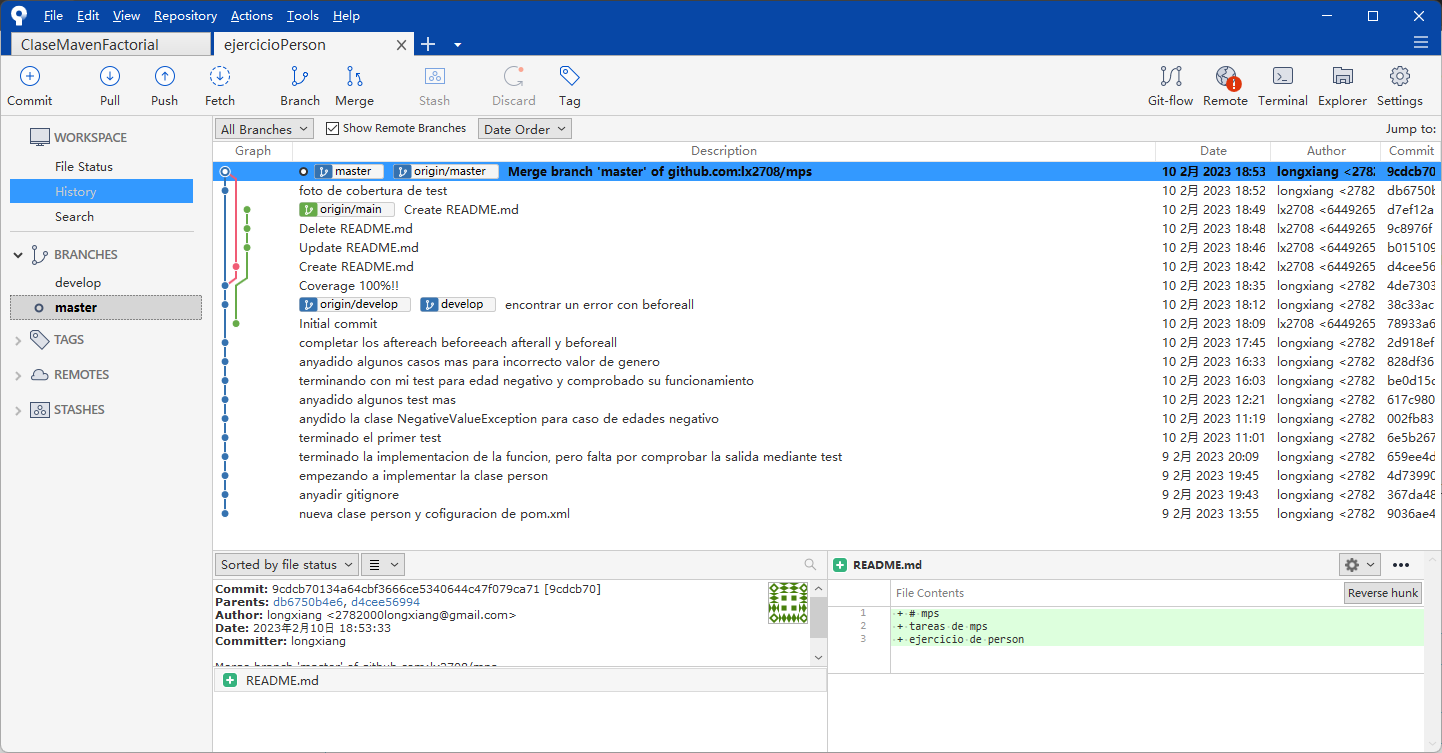 File Edit View Repository Actions Tools Help
ClaseMavenFactorial ejercicioPerson
Commit Pull Push Fetch Branch Merge Stash Discard Tag Git-flow Remote Terminal Explorer Settings
WORKSPACE
File Status
History
Search
BRANCHES
develop
master
TAGS
REMOTES
STASHES
All Branches Show Remote Branches Date Order Jump to:
Graph Description Date Author Commit
master origin/master Merge branch 'master' of github.com:lx2708/mps 10 2月 2023 18:53 longxiang <2782 9cdcb70
foto de cobertura de test 10 2月 2023 18:52 longxiang <2782 db6750b
origin/main Create README.md 10 2月 2023 18:49 lx2708 <6449265 d7ef12a
Delete README.md 10 2月 2023 18:48 lx2708 <6449265 9c8976f
Update README.md 10 2月 2023 18:46 lx2708 <6449265 b015109
Create README.md 10 2月 2023 18:42 lx2708 <6449265 d4cee56
Coverage 100%!! 10 2月 2023 18:35 longxiang <2782 4de7303
origin/develop develop encontrar un error con beforeall 10 2月 2023 18:12 longxiang <2782 38c33ac
Initial commit 10 2月 2023 18:09 lx2708 <6449265 78933a6
completar los aftereach beforeeach afterall y beforeall 10 2月 2023 17:45 longxiang <2782 2d918ef
anyadido algunos casos mas para incorrecto valor de genero 10 2月 2023 16:33 longxiang <2782 828df36
terminando con mi test para edad negativo y comprobado su funcionamiento 10 2月 2023 16:03 longxiang <2782 be0d15c
anyadido algunos test mas 10 2月 2023 12:21 longxiang <2782 617c980
anydido la clase NegativeValueException para caso de edades negativo 10 2月 2023 11:19 longxiang <2782 002fb83
terminado el primer test 10 2月 2023 11:01 longxiang <2782 6e5b267
terminado la implementacion de la funcion, pero falta por comprobar la salida mediante test 9 2月 2023 20:09 longxiang <2782 659ee4d
empezando a implementar la clase person 9 2月 2023 19:45 longxiang <2782 4d73990
anyadir gitignore 9 2月 2023 19:43 longxiang <2782 367da48
nueva clase person y cofiguracion de pom.xml 9 2月 2023 13:55 longxiang <2782 9036ae4
Sorted by file status
Commit: 9cdcb70134a64cbf3666ce5340644c47f079ca71 [9cdcb70]
Parents: db6750b4e6, d4cee56994
Author: longxiang <2782000longxiang@gmail.com>
Date: 2023年2月10日 18:53:33
Committer: longxiang
Merge branch 'master' of github.com:lx2708/mps
README.md
README.md
File Contents Reverse hunk
1 + # mps
2 + tareas de mps
3 + ejercicio de person